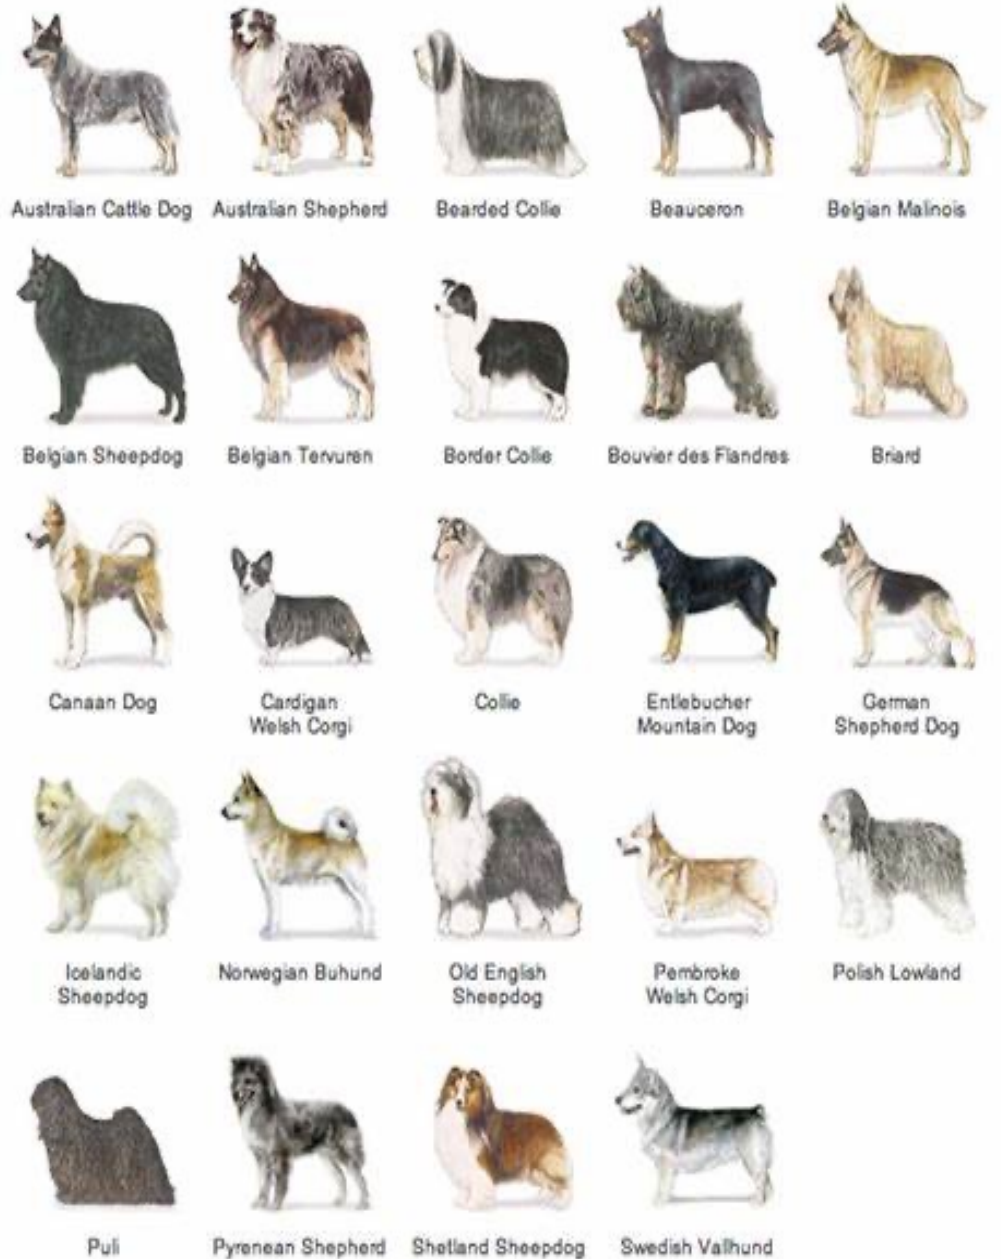 Australian Cattle Dog
Australian Shepherd
Bearded Collie
Beauceron
Belgian Malinois
Belgian Sheepdog
Belgian Tervuren
Border Collie
Bouvier des Flandres
Briard
Canaan Dog
Cardigan
Welsh Corgi
Collie
Entlebucher
Mountain Dog
German
Shepherd Dog
Icelandic
Sheepdog
Norwegian Buhund
Old English
Sheepdog
Pembroke
Welsh Corgi
Polish Lowland
Puli
Pyrenean Shepherd
Shetland Sheepdog
Swedish Vallhund